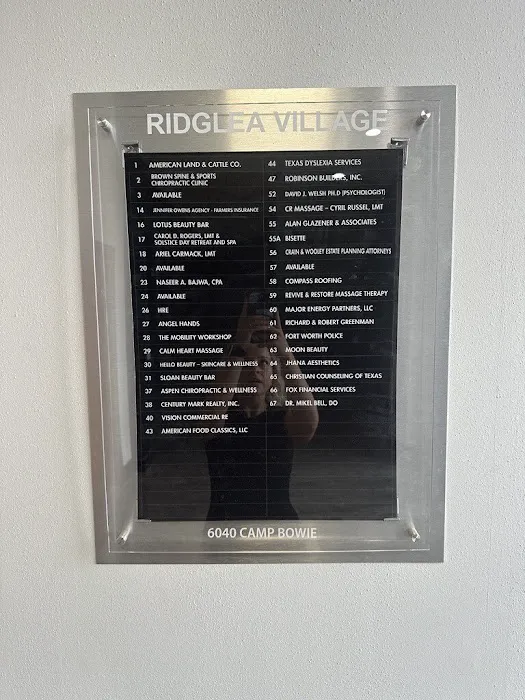 RIDGLEA VILLAGE
1 AMERICAN LAND & CATTLE CO.
2 BROWN SPINE & SPORTS
CHIROPRACTIC CLINIC
3 AVAILABLE
14 JENNIFER OWENS AGENCY - FARMERS INSURANCE
16 LOTUS BEAUTY BAR
17 CAROL D. ROGERS, LMT &
SOLSTICE DAY RETREAT AND SPA
18 ARIEL CARMACK, LMT
20 AVAILABLE
23 NASEER A. BAJWA, CPA
24 AVAILABLE
26 HRE
27 ANGEL HANDS
28 THE MOBILITY WORKSHOP
29 CALM HEART MASSAGE
30 HELLO BEAUTY – SKINCARE & WELLNESS
31 SLOAN BEAUTY BAR
37 ASPEN CHIROPRACTIC & WELLNESS
38 CENTURY MARK REALTY, INC.
40 VISION COMMERCIAL RE
43 AMERICAN FOOD CLASSICS, LLC
44 TEXAS DYSLEXIA SERVICES
47 ROBINSON BUILDERS, INC.
52 DAVID J. WELSH PH.D (PSYCHOLOGIST)
54 CR MASSAGE – CYRIL RUSSEL, LMT
55 ALAN GLAZENER & ASSOCIATES
55A BISETTE
56 CRAIN & WOOLEY ESTATE PLANNING ATTORNEYS
57 AVAILABLE
58 COMPASS ROOFING
59 REVIVE & RESTORE MASSAGE THERAPY
60 MAJOR ENERGY PARTNERS, LLC
61 RICHARD & ROBERT GREENMAN
62 FORT WORTH POLICE
63 MOON BEAUTY
64 JHANA AESTHETICS
65 CHRISTIAN COUNSELING OF TEXAS
66 FOX FINANCIAL SERVICES
67 DR. MIKEL BELL, DO
6040 CAMP BOWIE